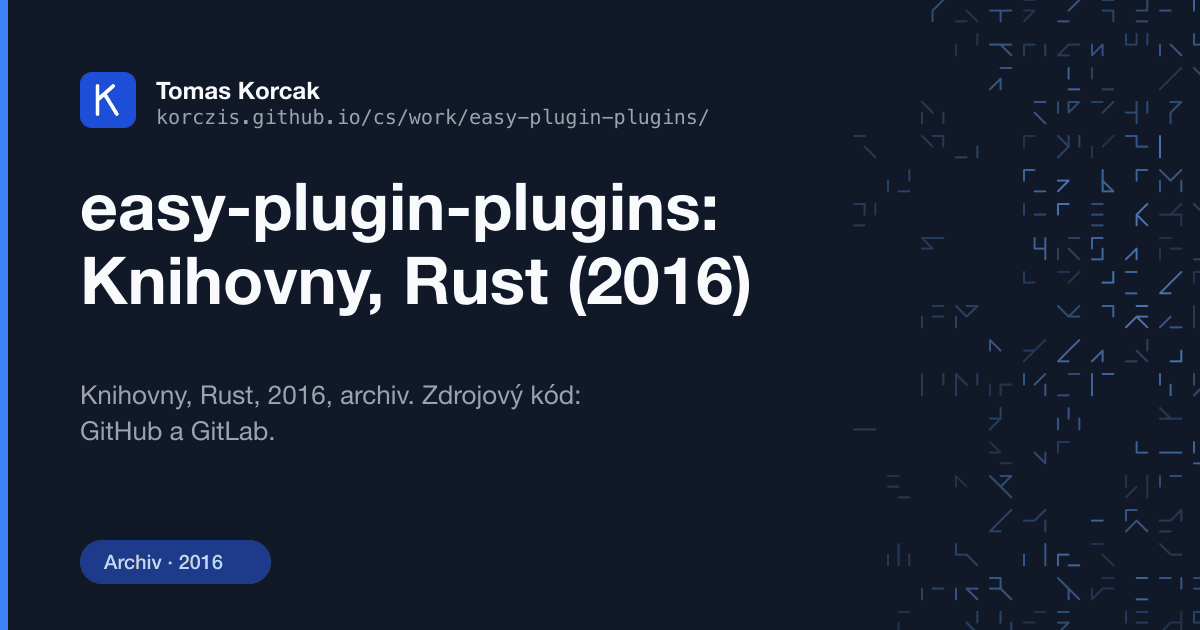 K
Tomas Korcak
korczis.github.io/cs/work/easy-plugin-plugins/
easy-plugin-plugins:
Knihovny, Rust (2016)
Knihovny, Rust, 2016, archiv. Zdrojový kód:
GitHub a GitLab.
Archiv · 2016